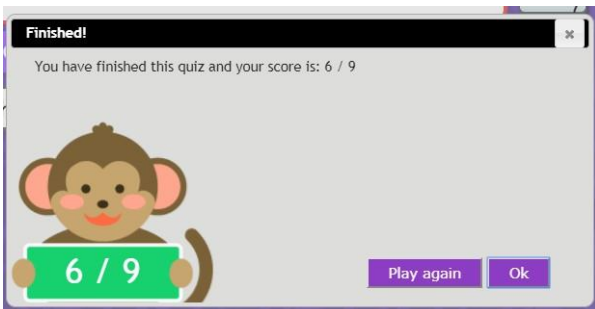 Finished!
You have finished this quiz and your score is: 6 / 9
6 / 9
Play again
Ok